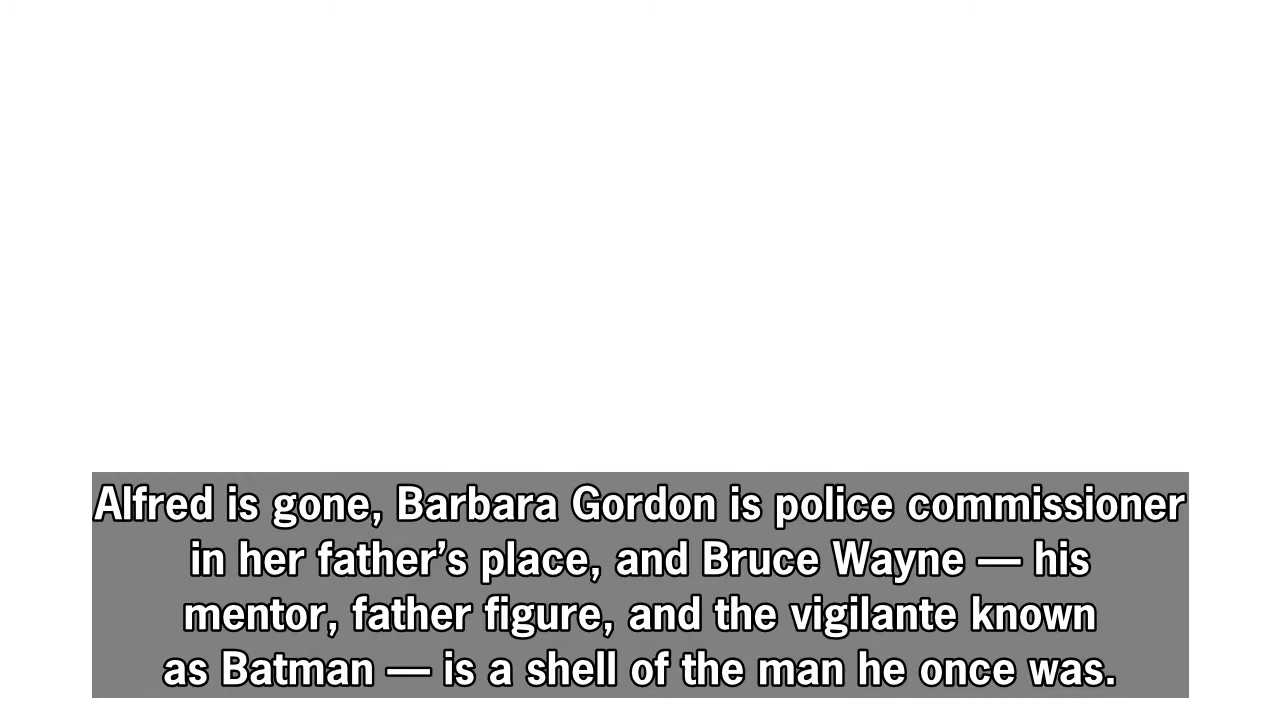 Alfred is gone, Barbara Gordon is police commissioner
in her father’s place, and Bruce Wayne — his
mentor, father figure, and the vigilante known
as Batman — is a shell of the man he once was.